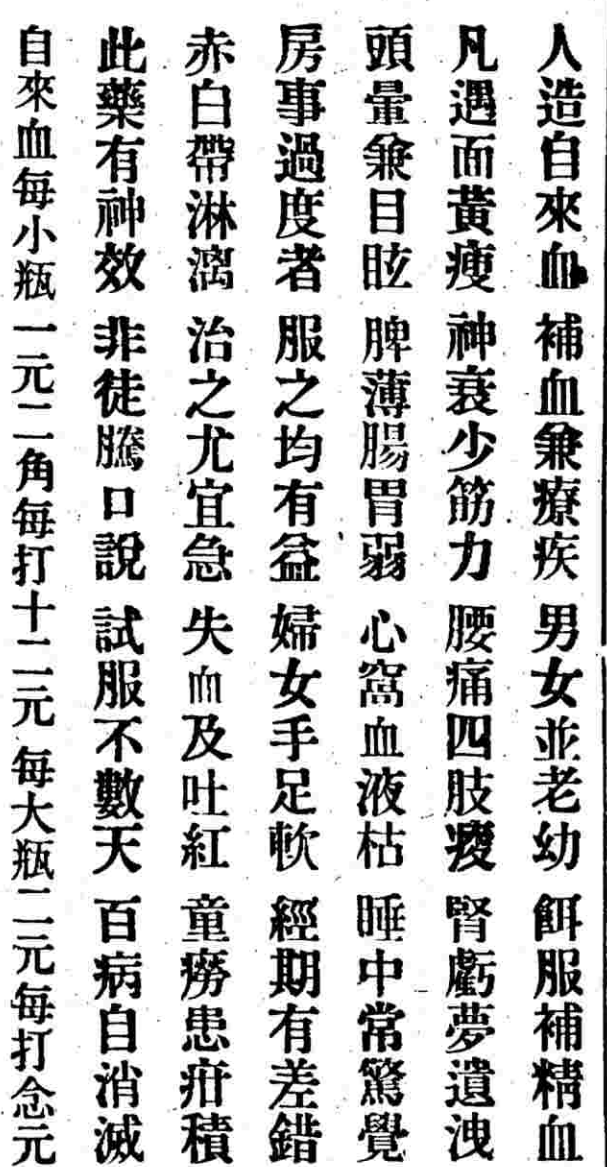 人造自來血 補血兼療疾 男女並老幼 餌服補精血
凡遇面黃瘦 神衰少筋力 腰痛四肢痠 腎虧夢遺洩
頭暈兼目眩 脾薄腸胃弱 心窩血液枯 睡中常驚覺
房事過度者 服之均有益 婦女手足軟 經期有差錯
赤白帶淋漓 治之尤宜急 失血及吐紅 童癆患疳積
此藥有神效 非徒騰口說 試服不數天 百病自消滅
自來血每小瓶一元二角每打十二元 每大瓶二元每打念元